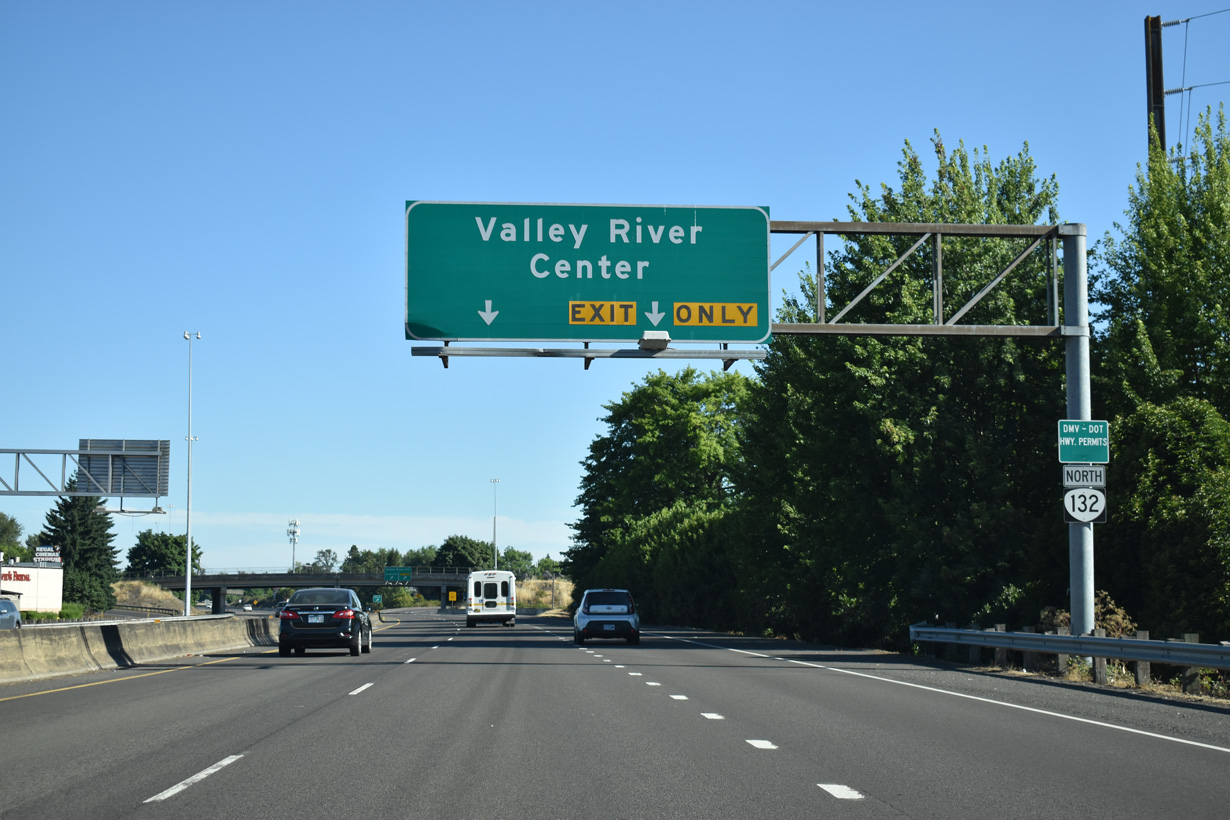 Valley River
Center
EXIT ONLY
DMV - DOT
HWY. PERMITS
NORTH
132
REGAL
CINEMAS